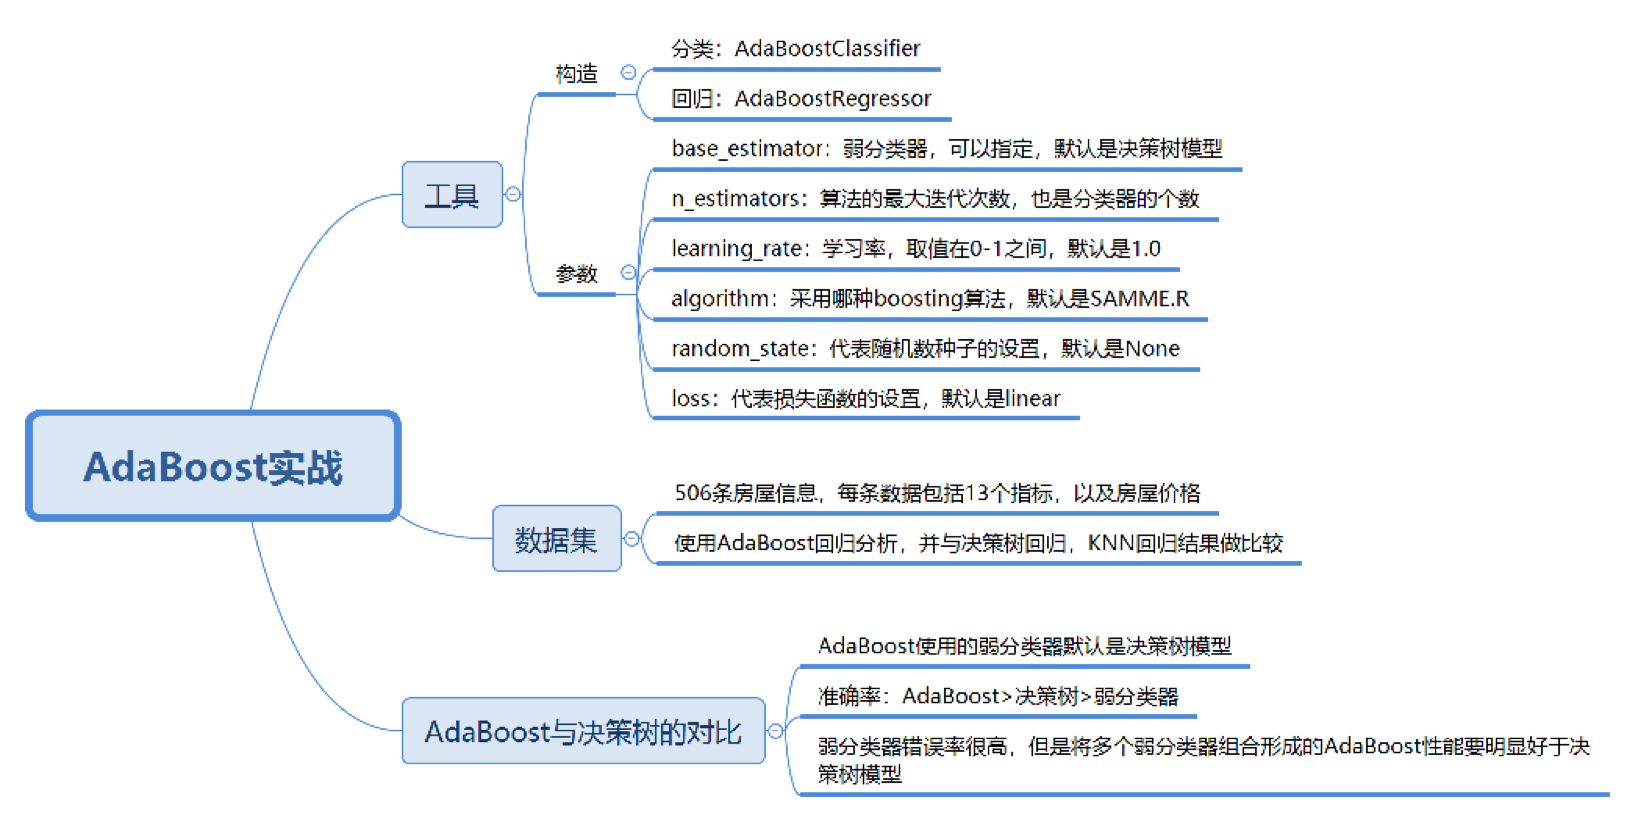 AdaBoost实战
工具
构造
分类：AdaBoostClassifier
回归：AdaBoostRegressor
参数
base_estimator：弱分类器，可以指定，默认是决策树模型
n_estimators：算法的最大迭代次数，也是分类器的个数
learning_rate：学习率，取值在0-1之间，默认是1.0
algorithm：采用哪种boosting算法，默认是SAMME.R
random_state：代表随机数种子的设置，默认是None
loss：代表损失函数的设置，默认是linear
数据集
506条房屋信息，每条数据包括13个指标，以及房屋价格
使用AdaBoost回归分析，并与决策树回归，KNN回归结果做比较
AdaBoost与决策树的对比
AdaBoost使用的弱分类器默认是决策树模型
准确率：AdaBoost>决策树>弱分类器
弱分类器错误率很高，但是将多个弱分类器组合形成的AdaBoost性能要明显好于决
策树模型